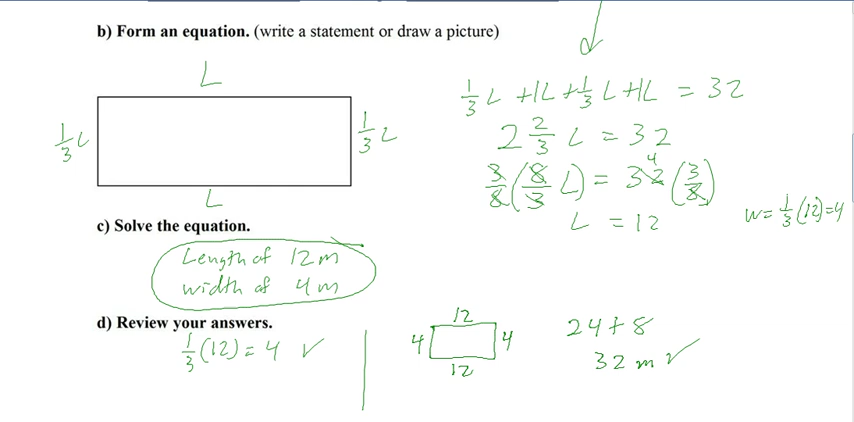 b) Form an equation. (write a statement or draw a picture)
L
1/3 L
1/3 L
L
1/3 L + 1L + 1/3 L + 1L = 32
2 2/3 L = 32
3/8 (8/3 L) = 32 (3/8)
4
L = 12
w = 1/3 (12) = 4
c) Solve the equation.
Length of 12 m
width of 4 m
d) Review your answers.
1/3 (12) = 4 ✓
12
4
4
12
24 + 8
32 m ✓